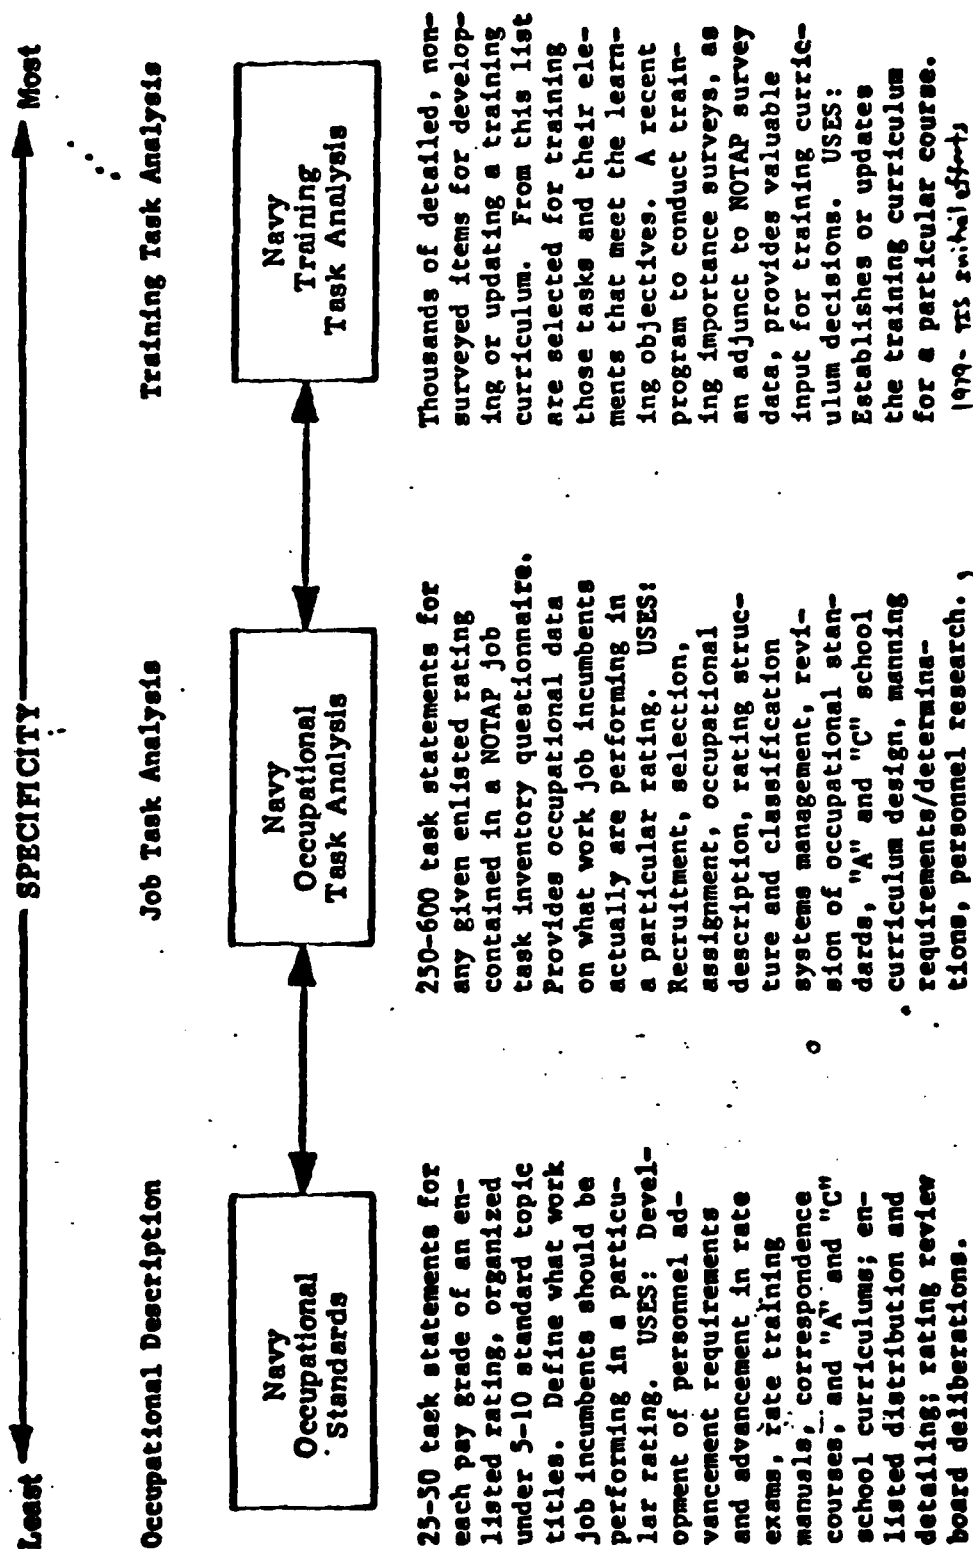 Least SPECIFICITY Most
Occupational Description
Job Task Analysis
Training Task Analysis
Navy
Occupational
Standards
Navy
Occupational
Task Analysis
Navy
Training
Task Analysis
25-50 task statements for
each pay grade of an en-
listed rating, organized
under 5-10 standard topic
titles. Define what work
job incumbents should be
performing in a particu-
lar rating. USES: Devel-
opment of personnel ad-
vancement requirements
and advancement in rate
exams, rate training
manuals, correspondence
courses, and "A" and "C"
school curriculums; en-
listed distribution and
detailing; rating review
board deliberations.
250-600 task statements for
any given enlisted rating
contained in a NOTAP job
task inventory questionnaire.
Provides occupational data
on what work job incumbents
actually are performing in
a particular rating. USES:
Recruitment, selection,
assignment, occupational
description, rating struc-
ture and classification
systems management, revi-
sion of occupational stan-
dards, "A" and "C" school
curriculum design, manning
requirements/determina-
tions, personnel research.
Thousands of detailed, non-
surveyed items for develop-
ing or updating a training
curriculum. From this list
are selected for training
those tasks and their ele-
ments that meet the learn-
ing objectives. A recent
program to conduct train-
ing importance surveys, as
an adjunct to NOTAP survey
data, provides valuable
input for training curric-
ulum decisions. USES:
Establishes or updates
the training curriculum
for a particular course.
1979- TIS initial efforts